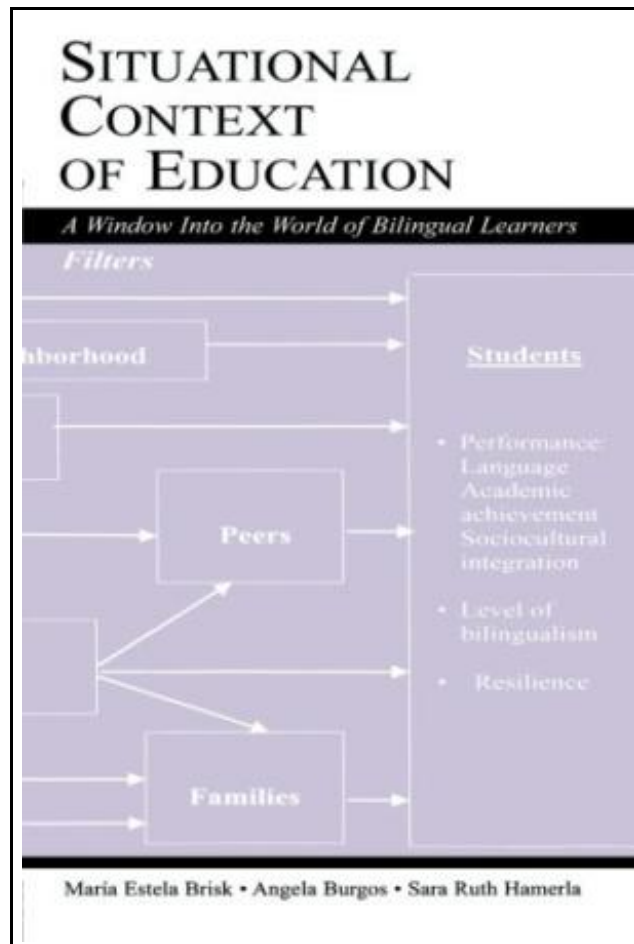 SITUATIONAL
CONTEXT
OF EDUCATION
A Window Into the World of Bilingual Learners
Filters
hborhood
Students
• Performance:
Language
Academic
achievement
Sociocultural
integration
Peers
• Level of
bilingualism
• Resilience
Families
María Estela Brisk • Angela Burgos • Sara Ruth Hamerla